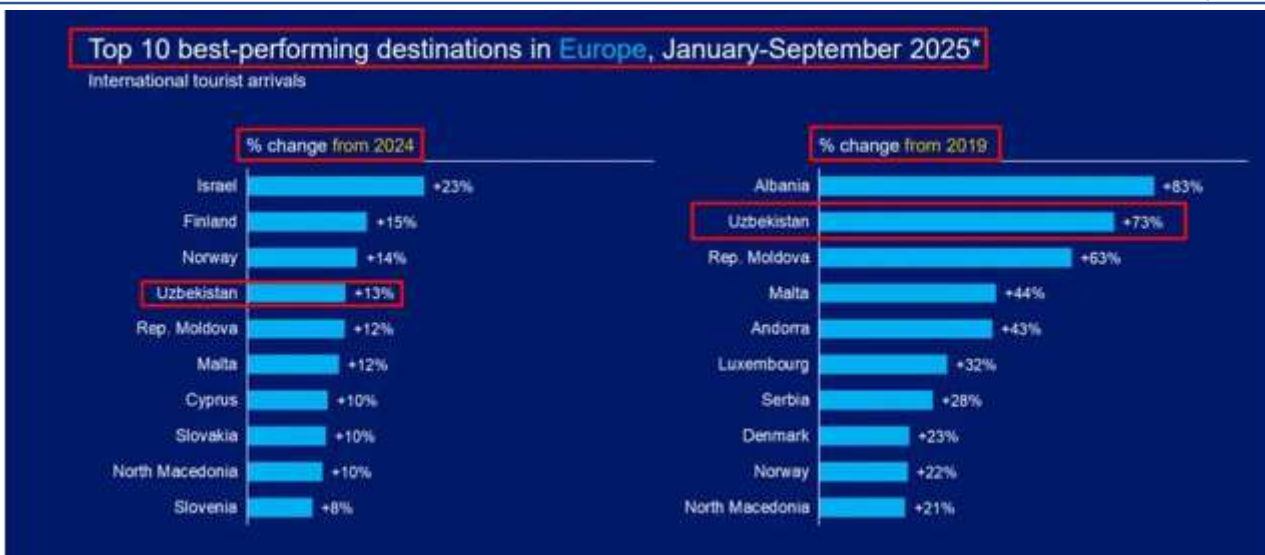 Top 10 best-performing destinations in Europe, January-September 2025*
International tourist arrivals
% change from 2024
Israel +23%
Finland +15%
Norway +14%
Uzbekistan +13%
Rep. Moldova +12%
Malta +12%
Cyprus +10%
Slovakia +10%
North Macedonia +10%
Slovenia +8%
% change from 2019
Albania +83%
Uzbekistan +73%
Rep. Moldova +63%
Malta +44%
Andorra +43%
Luxembourg +32%
Serbia +28%
Denmark +23%
Norway +22%
North Macedonia +21%